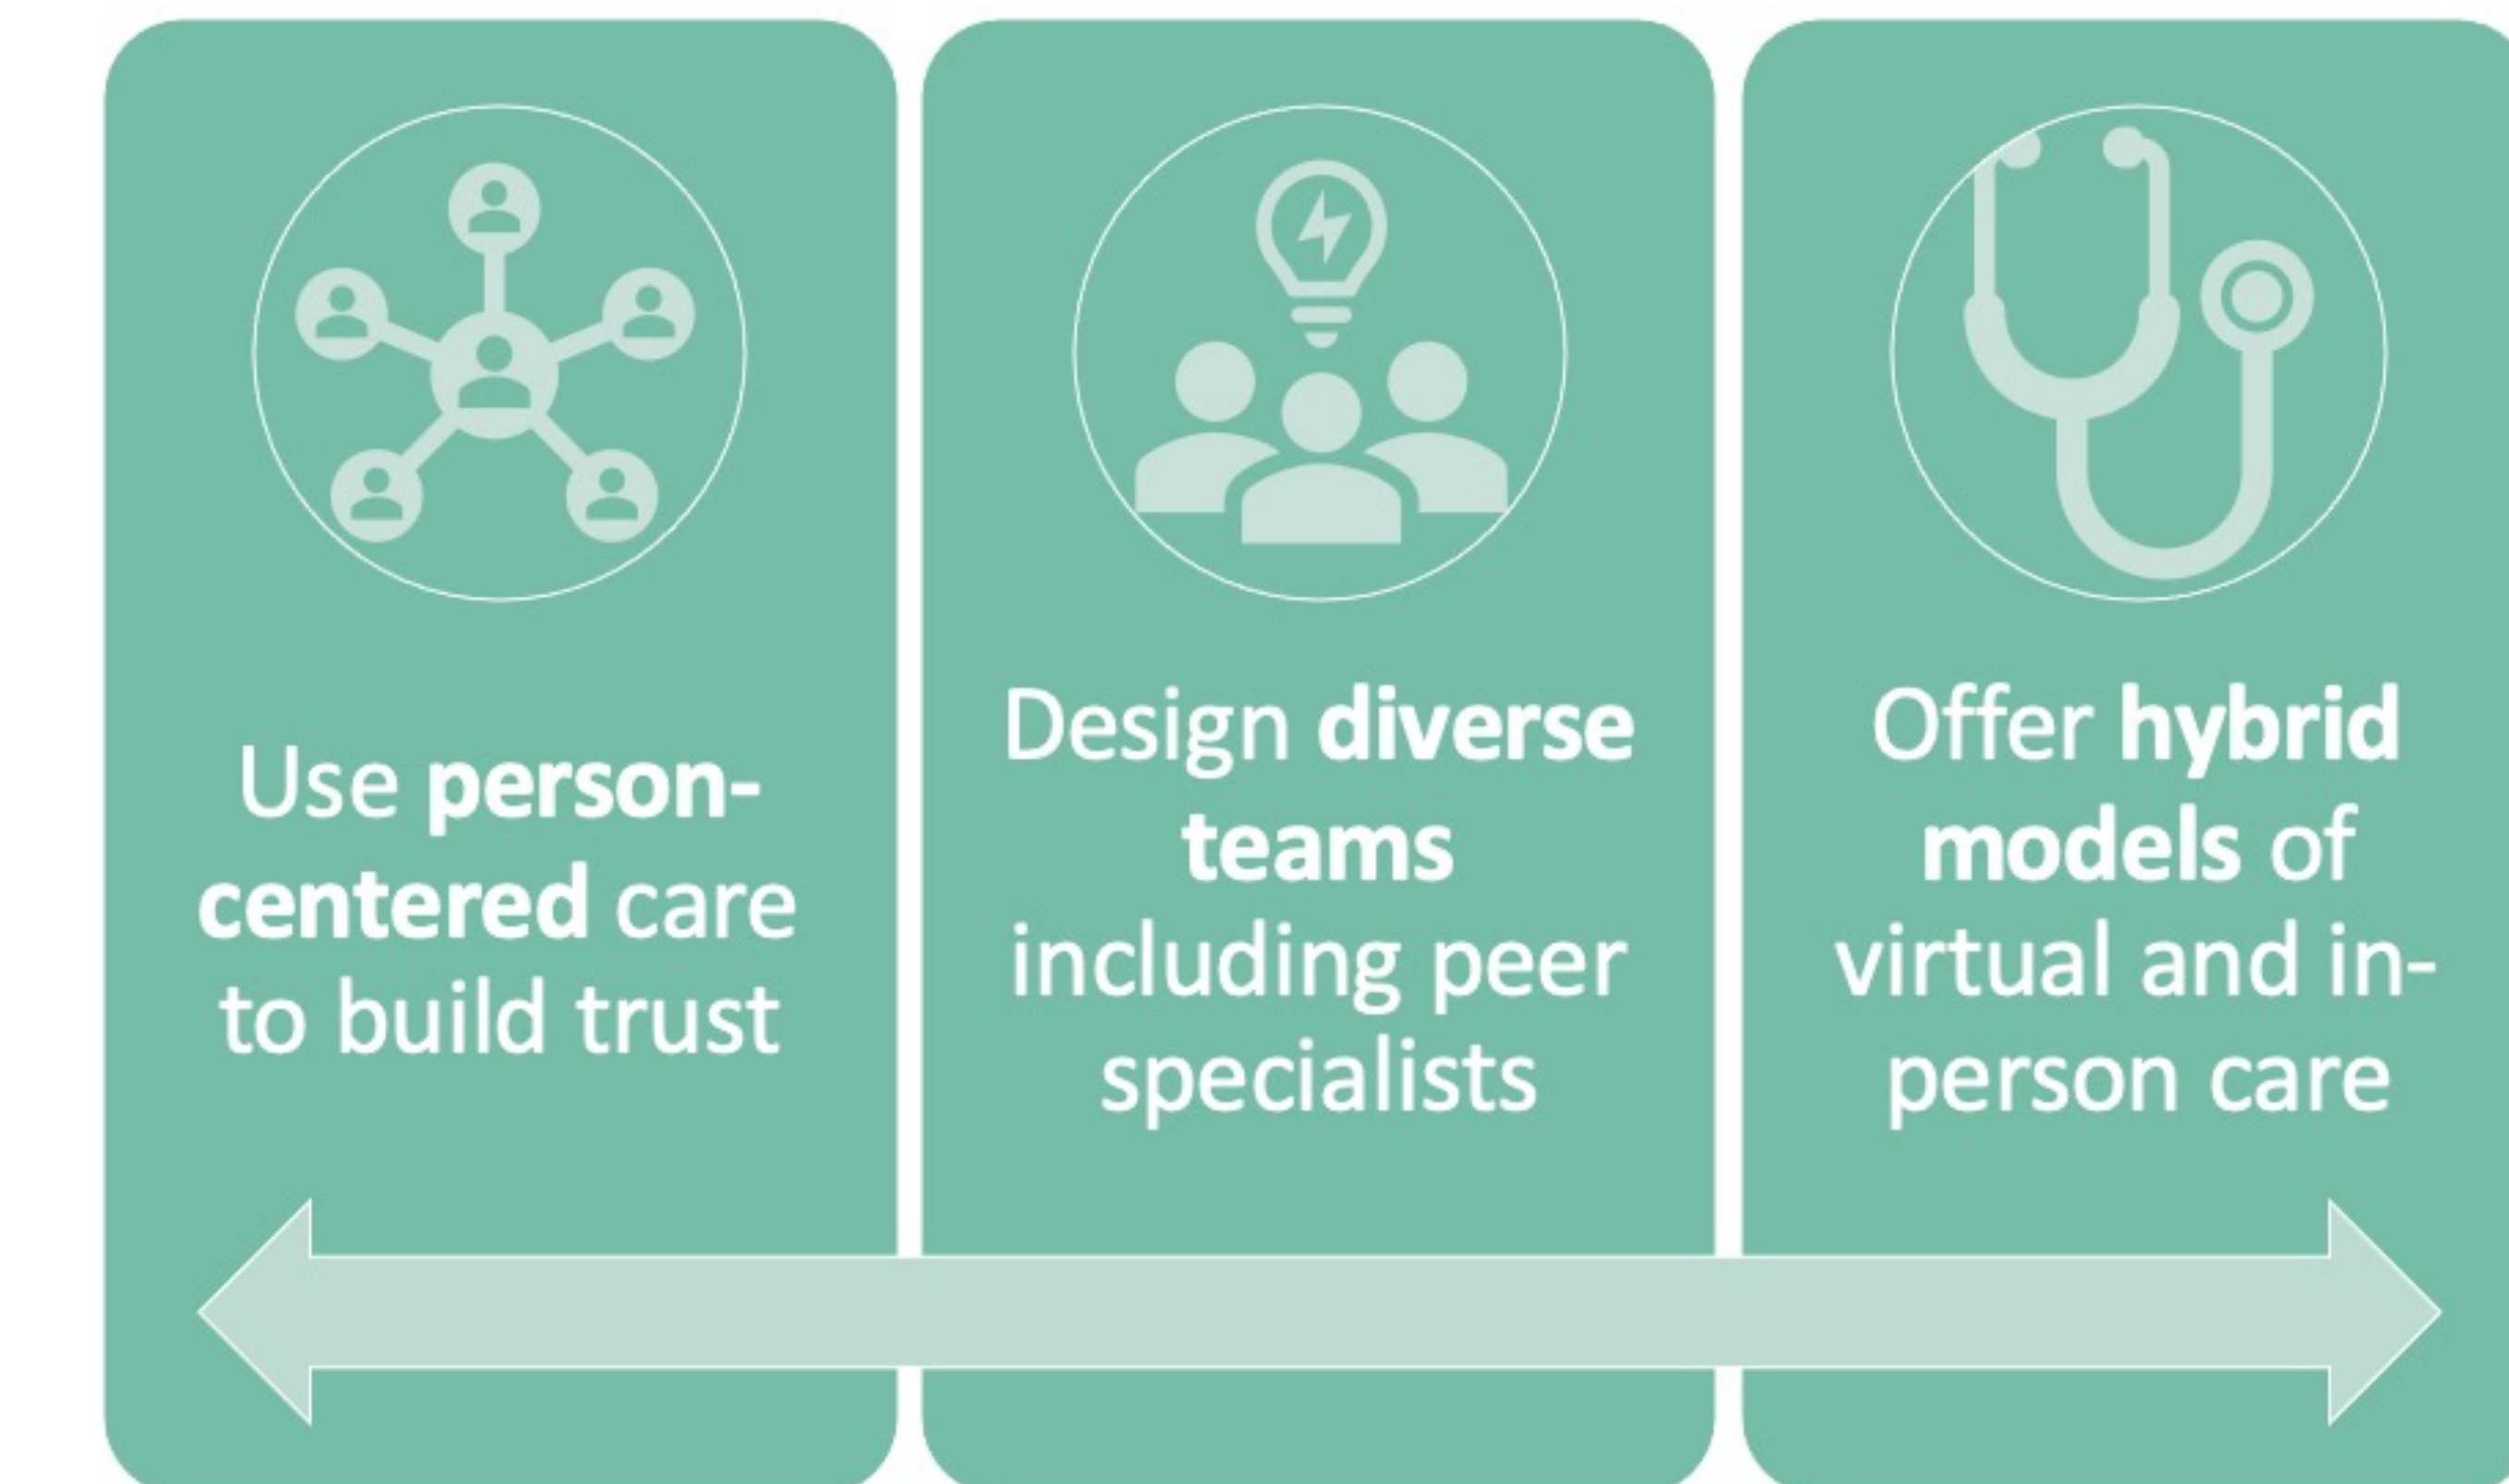 Use person-
centered care
to build trust
Design diverse
teams
including peer
specialists
Offer hybrid
models of
virtual and in-
person care